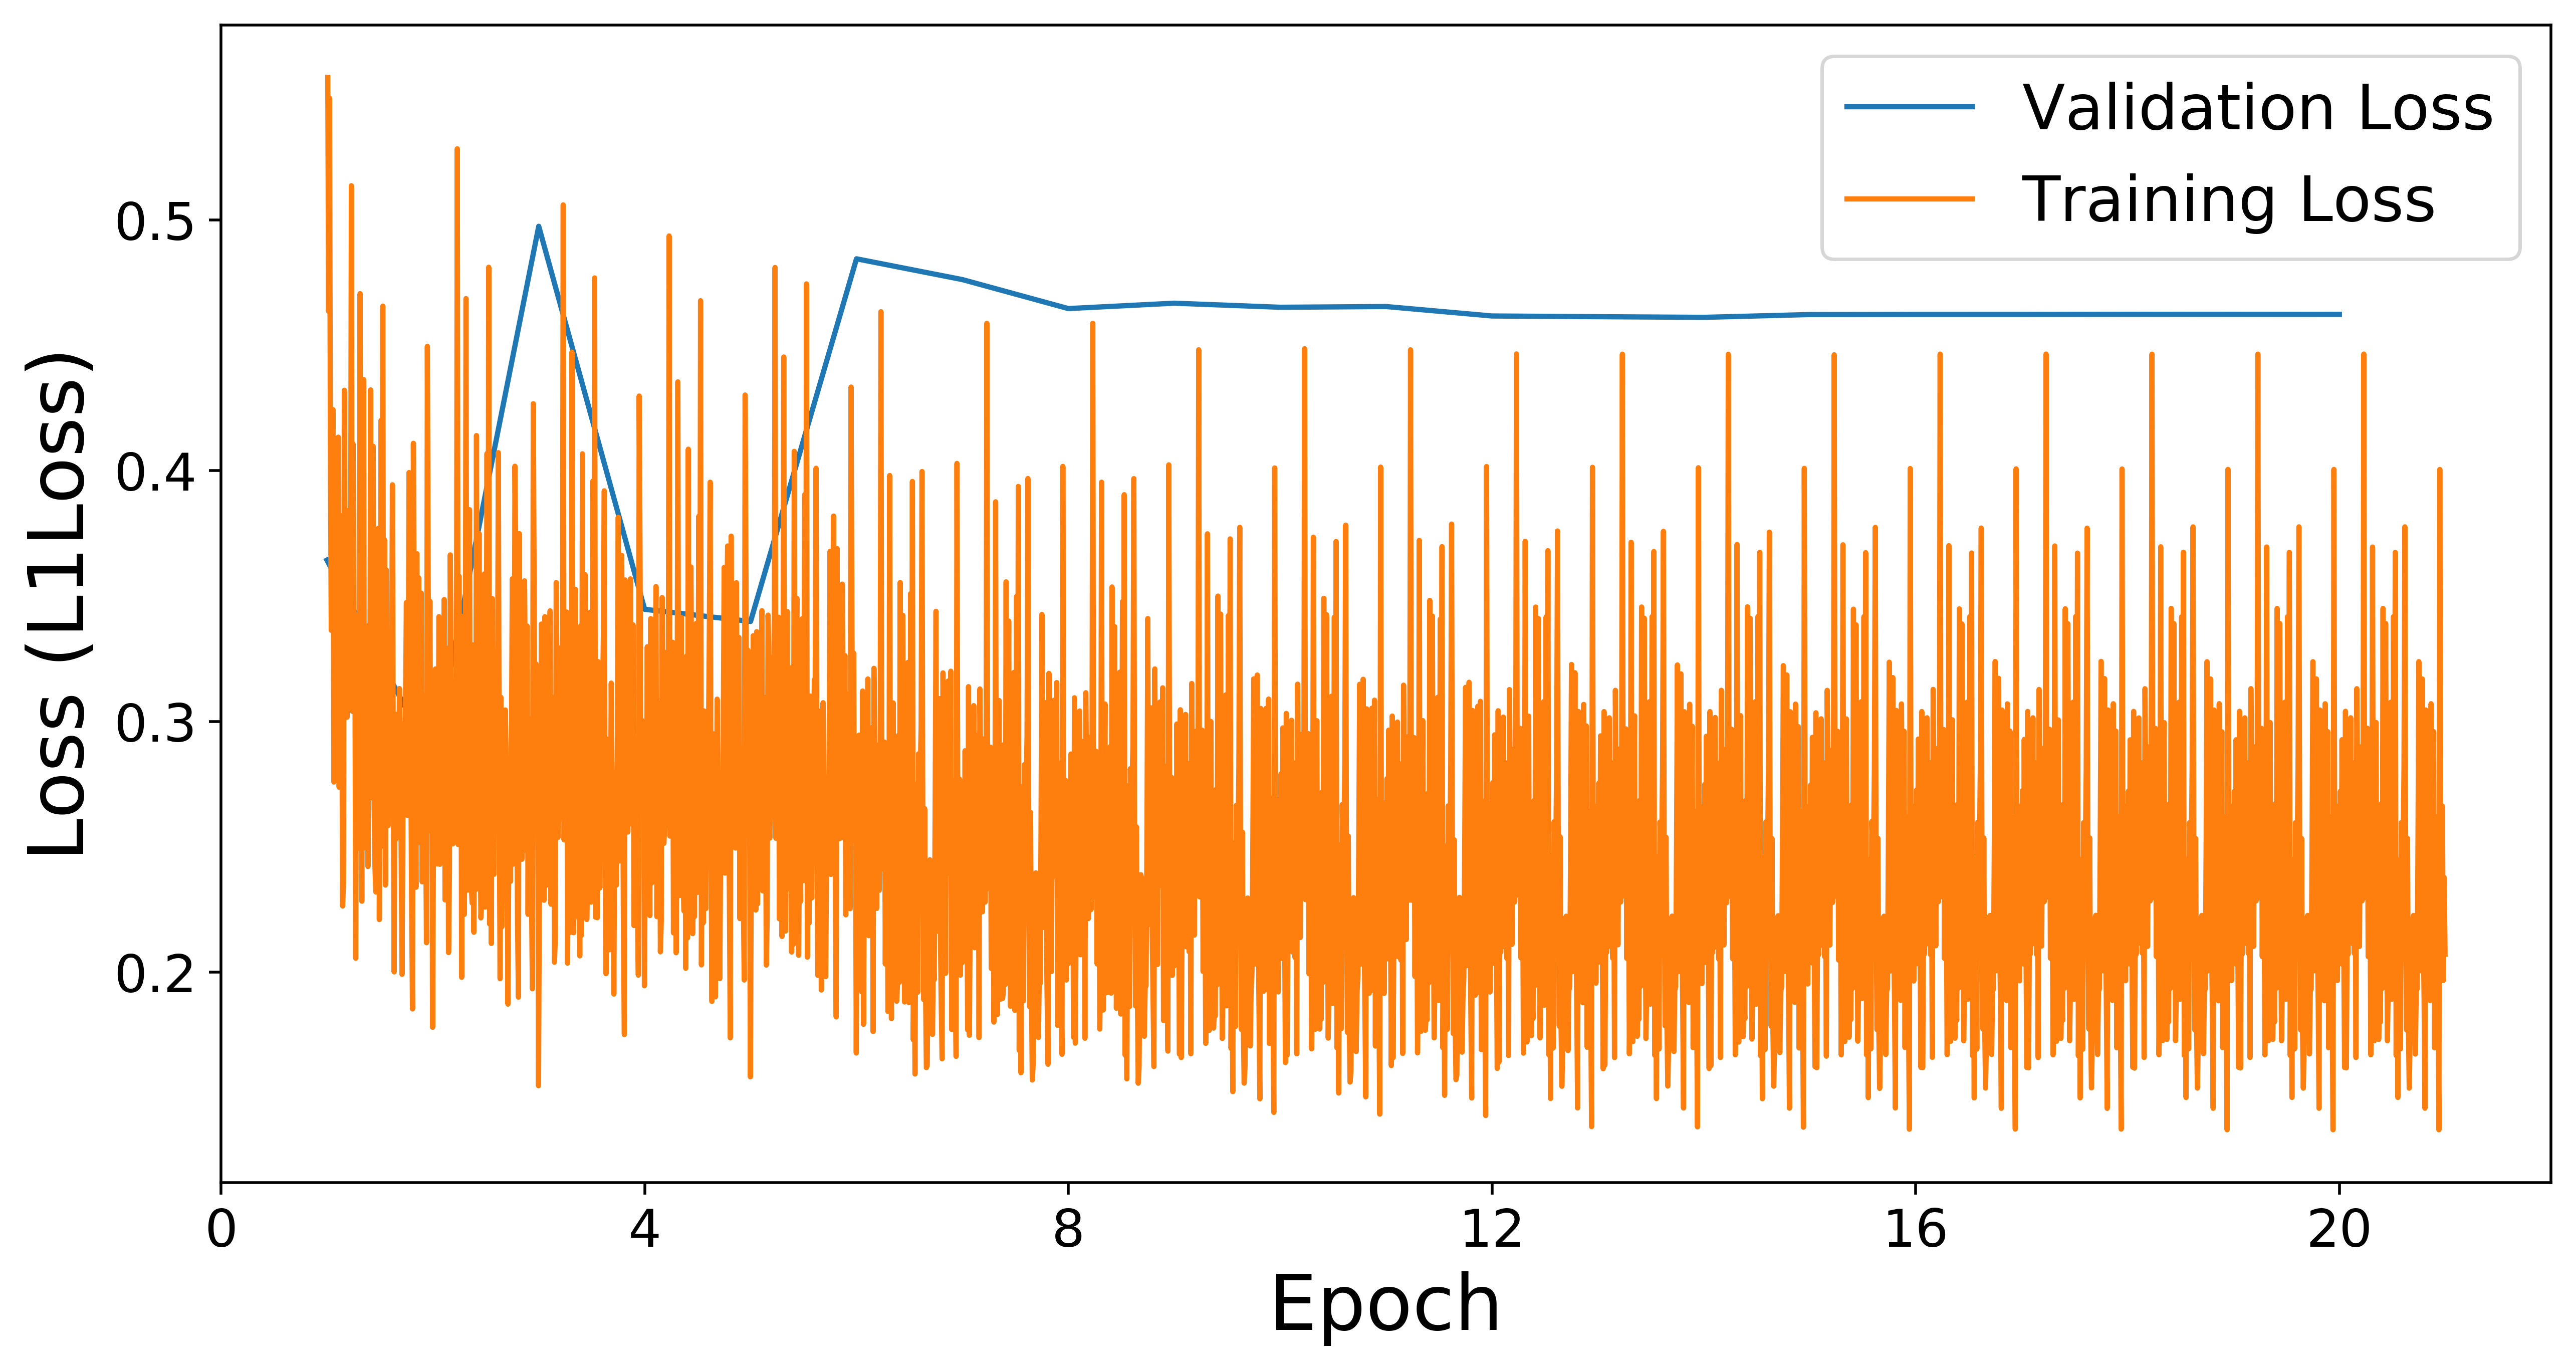 Validation Loss
Training Loss
Loss (L1Loss)
0.5
0.4
0.3
0.2
0 4 8 12 16 20
Epoch